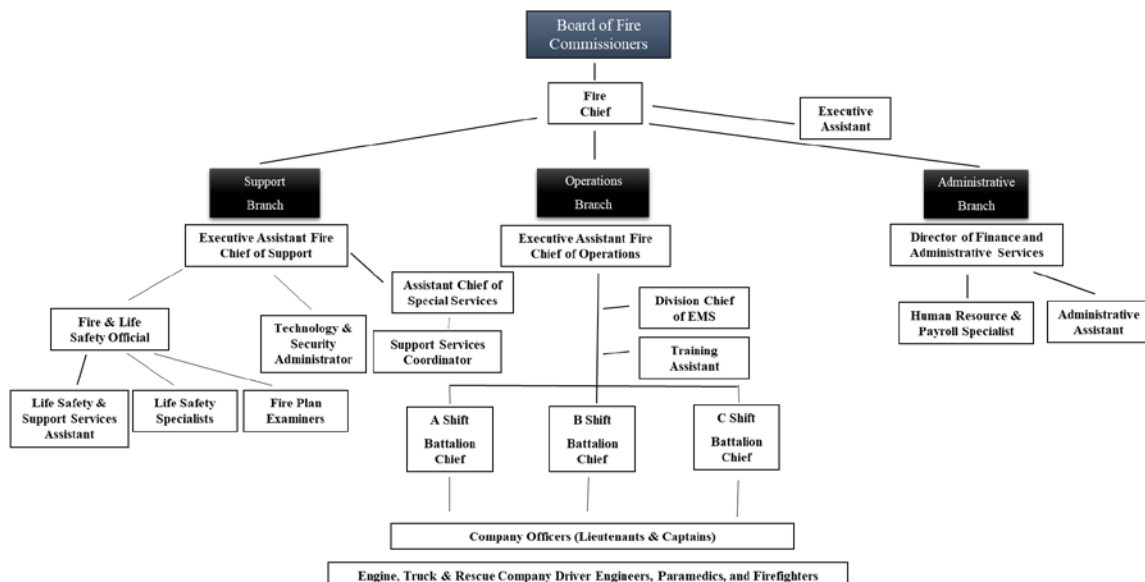 Board of Fire
Commissioners
Fire
Chief
Executive
Assistant
Support
Branch
Operations
Branch
Administrative
Branch
Executive Assistant Fire
Chief of Support
Executive Assistant Fire
Chief of Operations
Director of Finance and
Administrative Services
Assistant Chief of
Special Services
Division Chief
of EMS
Human Resource &
Payroll Specialist
Administrative
Assistant
Fire & Life
Safety Official
Technology &
Security
Administrator
Support Services
Coordinator
Training
Assistant
Life Safety &
Support Services
Assistant
Life Safety
Specialists
Fire Plan
Examiners
A Shift
Battalion
Chief
B Shift
Battalion
Chief
C Shift
Battalion
Chief
Company Officers (Lieutenants & Captains)
Engine, Truck & Rescue Company Driver Engineers, Paramedics, and Firefighters